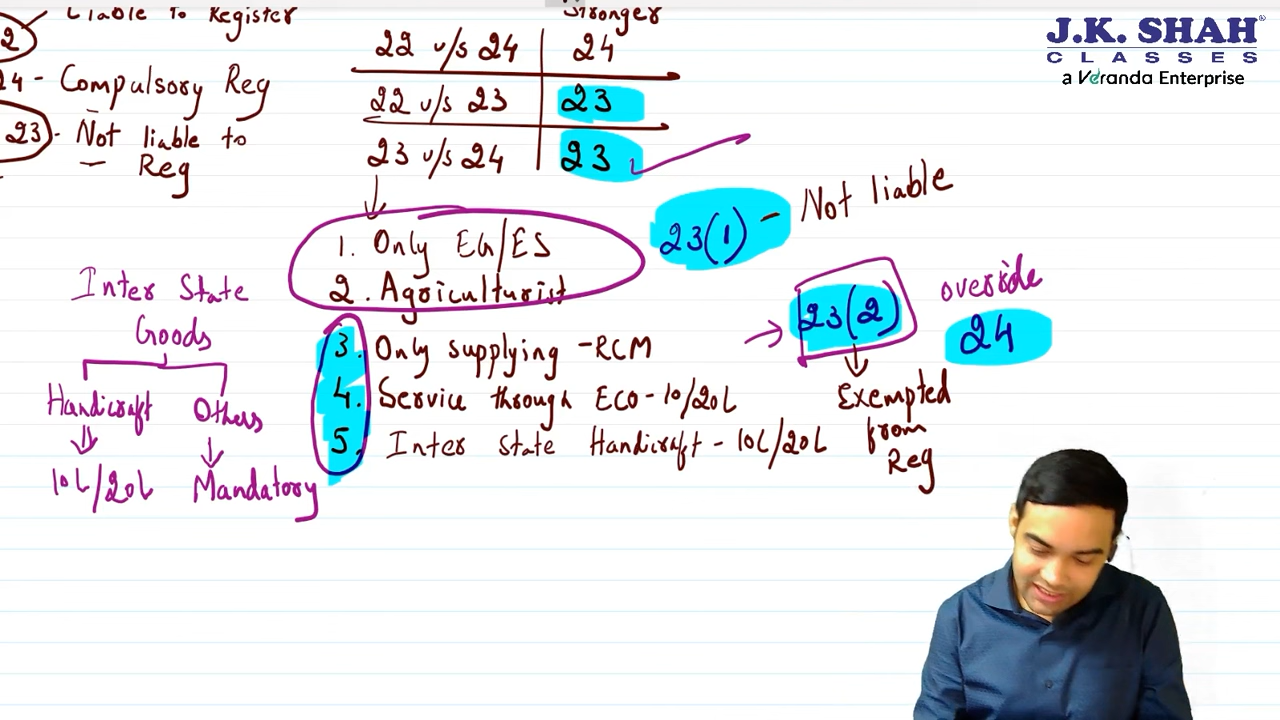 Liable to Register
2
24 - Compulsory Reg
23 - Not liable to
Reg
Stronger
22 v/s 24 24
22 v/s 23 23
23 v/s 24 23
J.K. SHAH®
CLASSES
a Veranda Enterprise
1. Only EG/ES
2. Agriculturist
23(1) - Not liable
3. Only supplying - RCM
4. Service through ECO - 10/20L
5. Inter State Handicraft - 10L/20L
23(2) override
24
Exempted
from
Reg
Inter State
Goods
Handicraft Others
10L/20L Mandatory